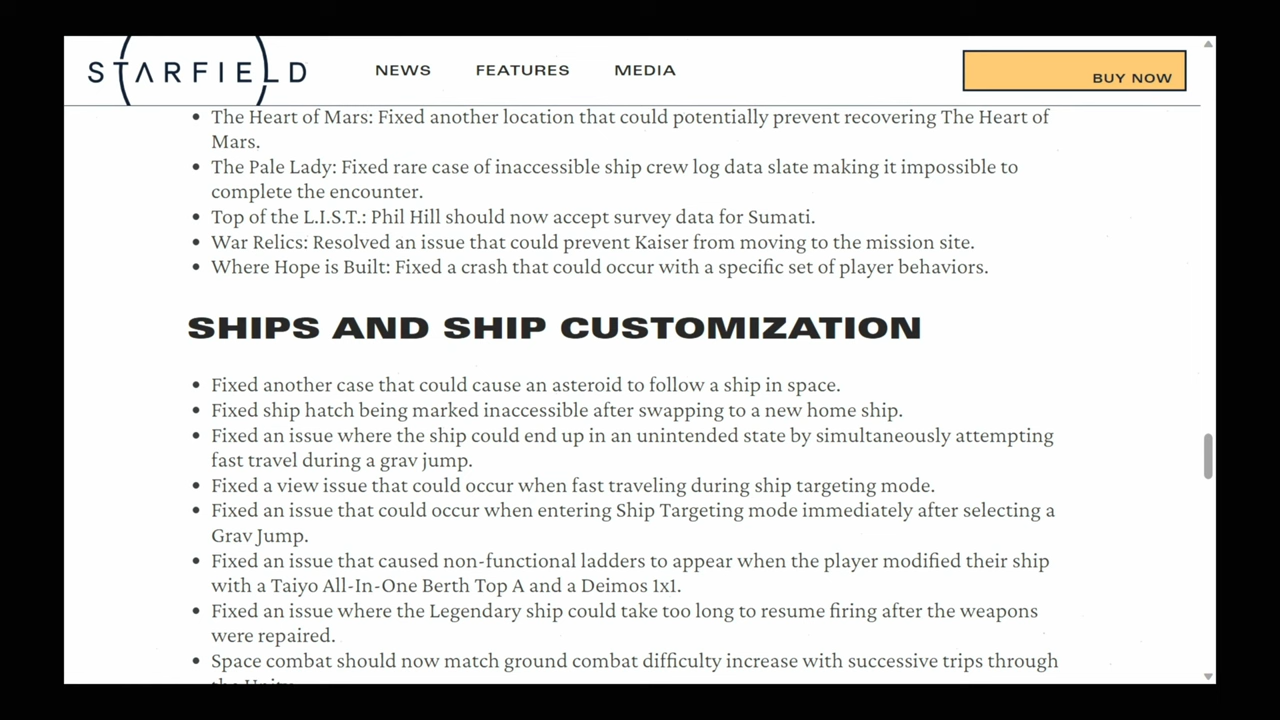 STARFIELD
NEWS
FEATURES
MEDIA
BUY NOW
• The Heart of Mars: Fixed another location that could potentially prevent recovering The Heart of
Mars.
• The Pale Lady: Fixed rare case of inaccessible ship crew log data slate making it impossible to
complete the encounter.
• Top of the L.I.S.T.: Phil Hill should now accept survey data for Sumati.
• War Relics: Resolved an issue that could prevent Kaiser from moving to the mission site.
• Where Hope is Built: Fixed a crash that could occur with a specific set of player behaviors.
SHIPS AND SHIP CUSTOMIZATION
• Fixed another case that could cause an asteroid to follow a ship in space.
• Fixed ship hatch being marked inaccessible after swapping to a new home ship.
• Fixed an issue where the ship could end up in an unintended state by simultaneously attempting
fast travel during a grav jump.
• Fixed a view issue that could occur when fast traveling during ship targeting mode.
• Fixed an issue that could occur when entering Ship Targeting mode immediately after selecting a
Grav Jump.
• Fixed an issue that caused non-functional ladders to appear when the player modified their ship
with a Taiyo All-In-One Berth Top A and a Deimos 1x1.
• Fixed an issue where the Legendary ship could take too long to resume firing after the weapons
were repaired.
• Space combat should now match ground combat difficulty increase with successive trips through
the Unity.